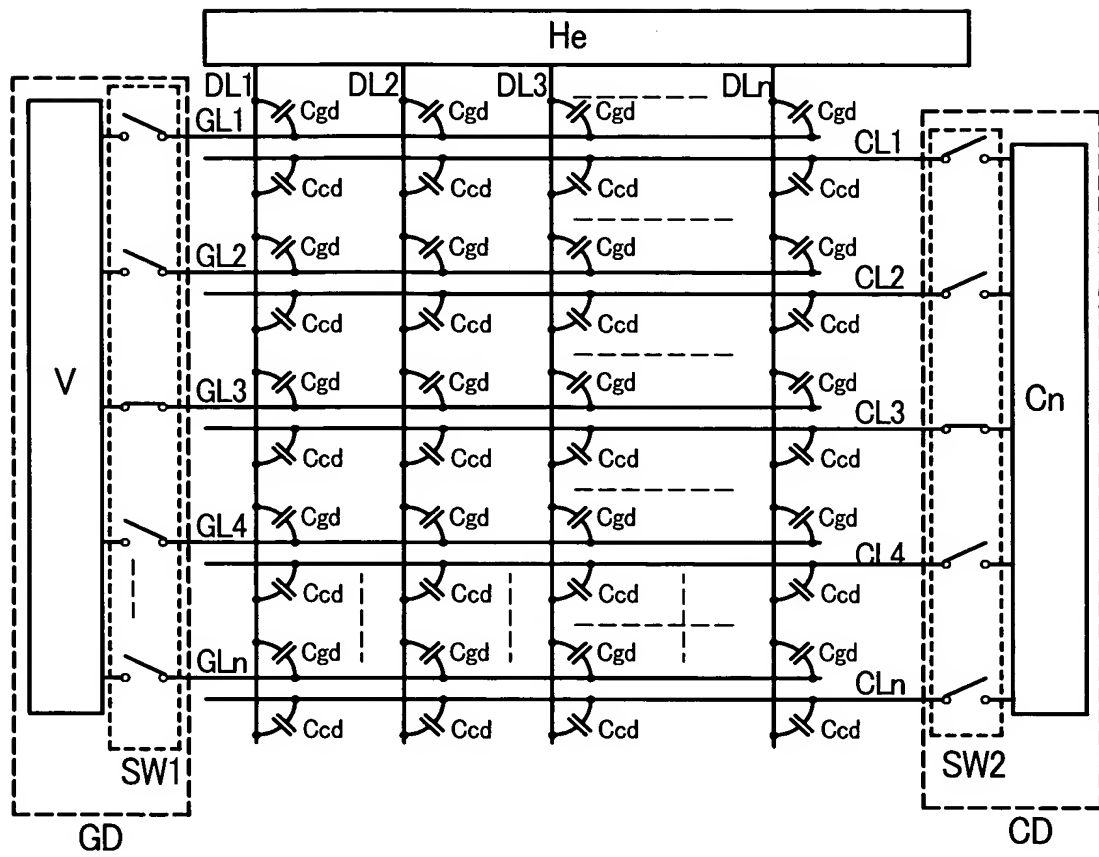 He
DL1 DL2 DL3 DLn
Cgd Cgd Cgd Cgd
GL1
CL1
Ccd Ccd Ccd Ccd
Cgd Cgd Cgd Cgd
GL2
CL2
Ccd Ccd Ccd Ccd
V
Cgd Cgd Cgd Cgd
GL3
CL3
Cn
Ccd Ccd Ccd Ccd
Cgd Cgd Cgd Cgd
GL4
CL4
Ccd Ccd Ccd Ccd
Cgd Cgd Cgd Cgd
GLn
CLn
Ccd Ccd Ccd Ccd
SW1 SW2
GD CD